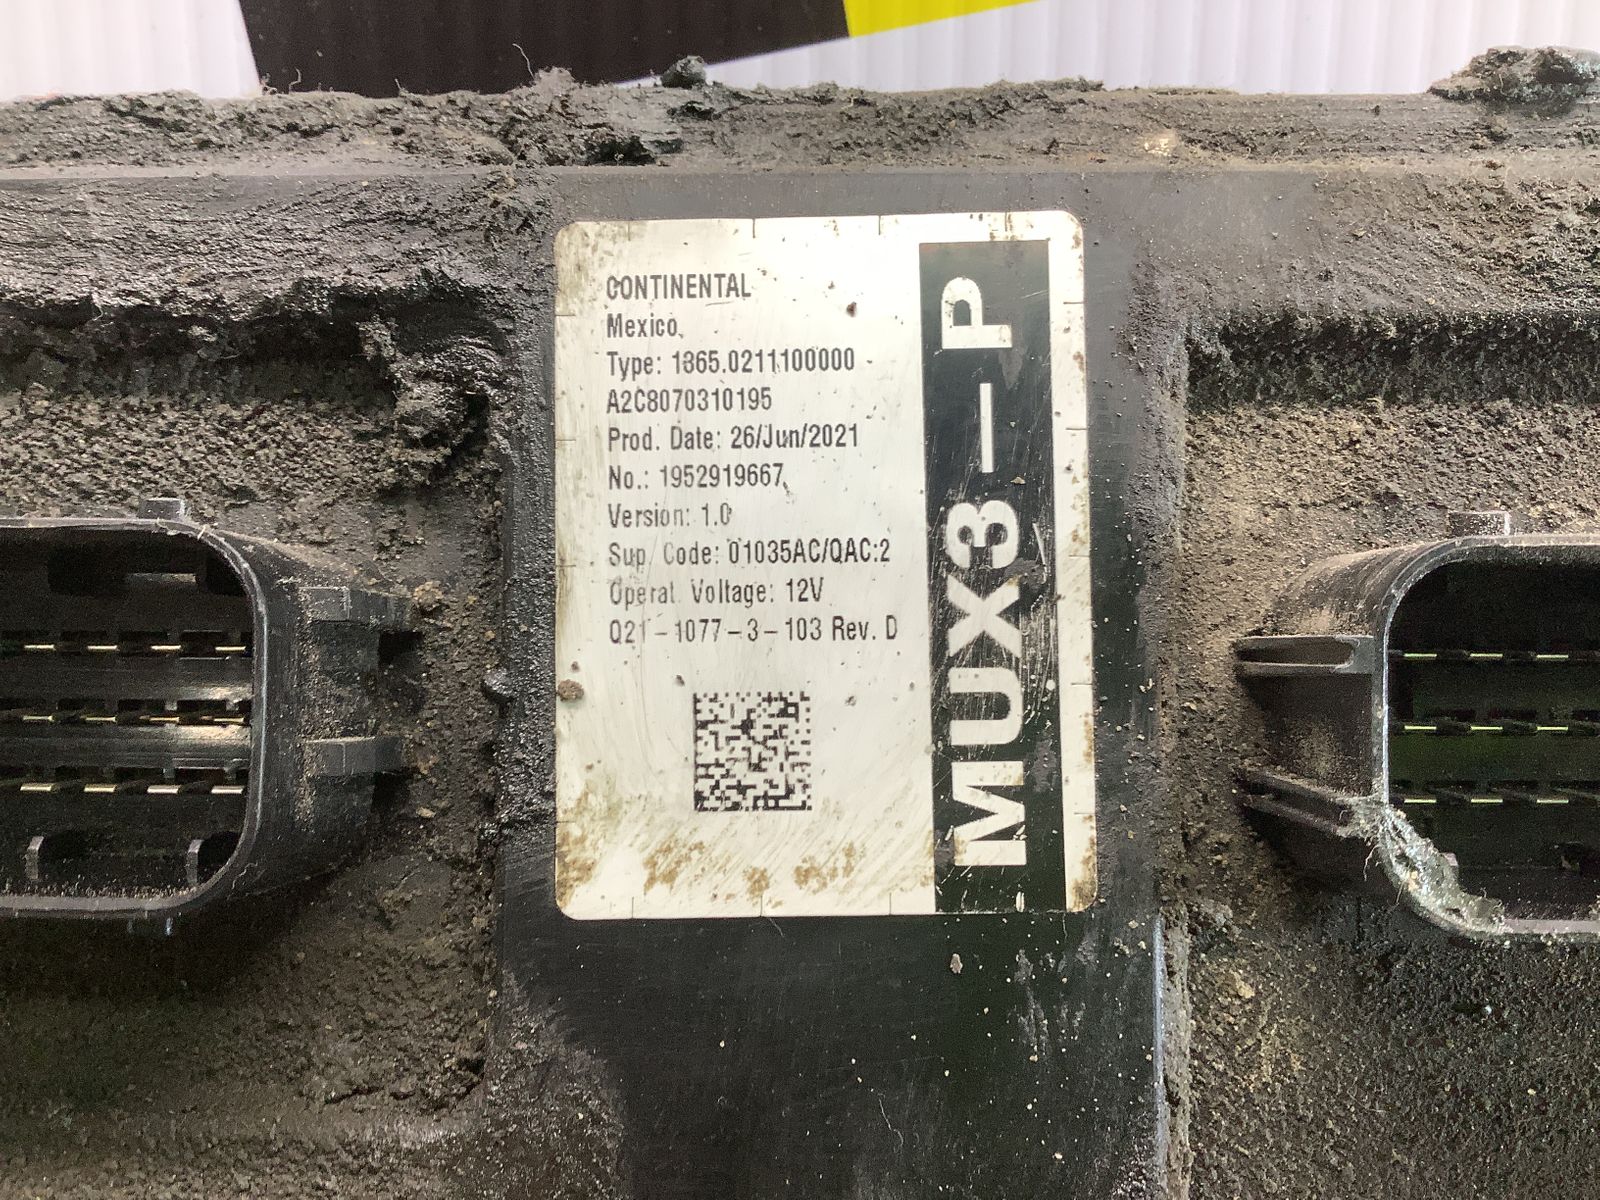 CONTINENTAL
Mexico
Type: 1365.0211100000
A2C8070310195
Prod. Date: 26/Jun/2021
No.: 1952919667
Version: 1.0
Sup. Code: 01035AC/QAC:2
Operat. Voltage: 12V
Q21-1077-3-103 Rev. D
MUX3-P